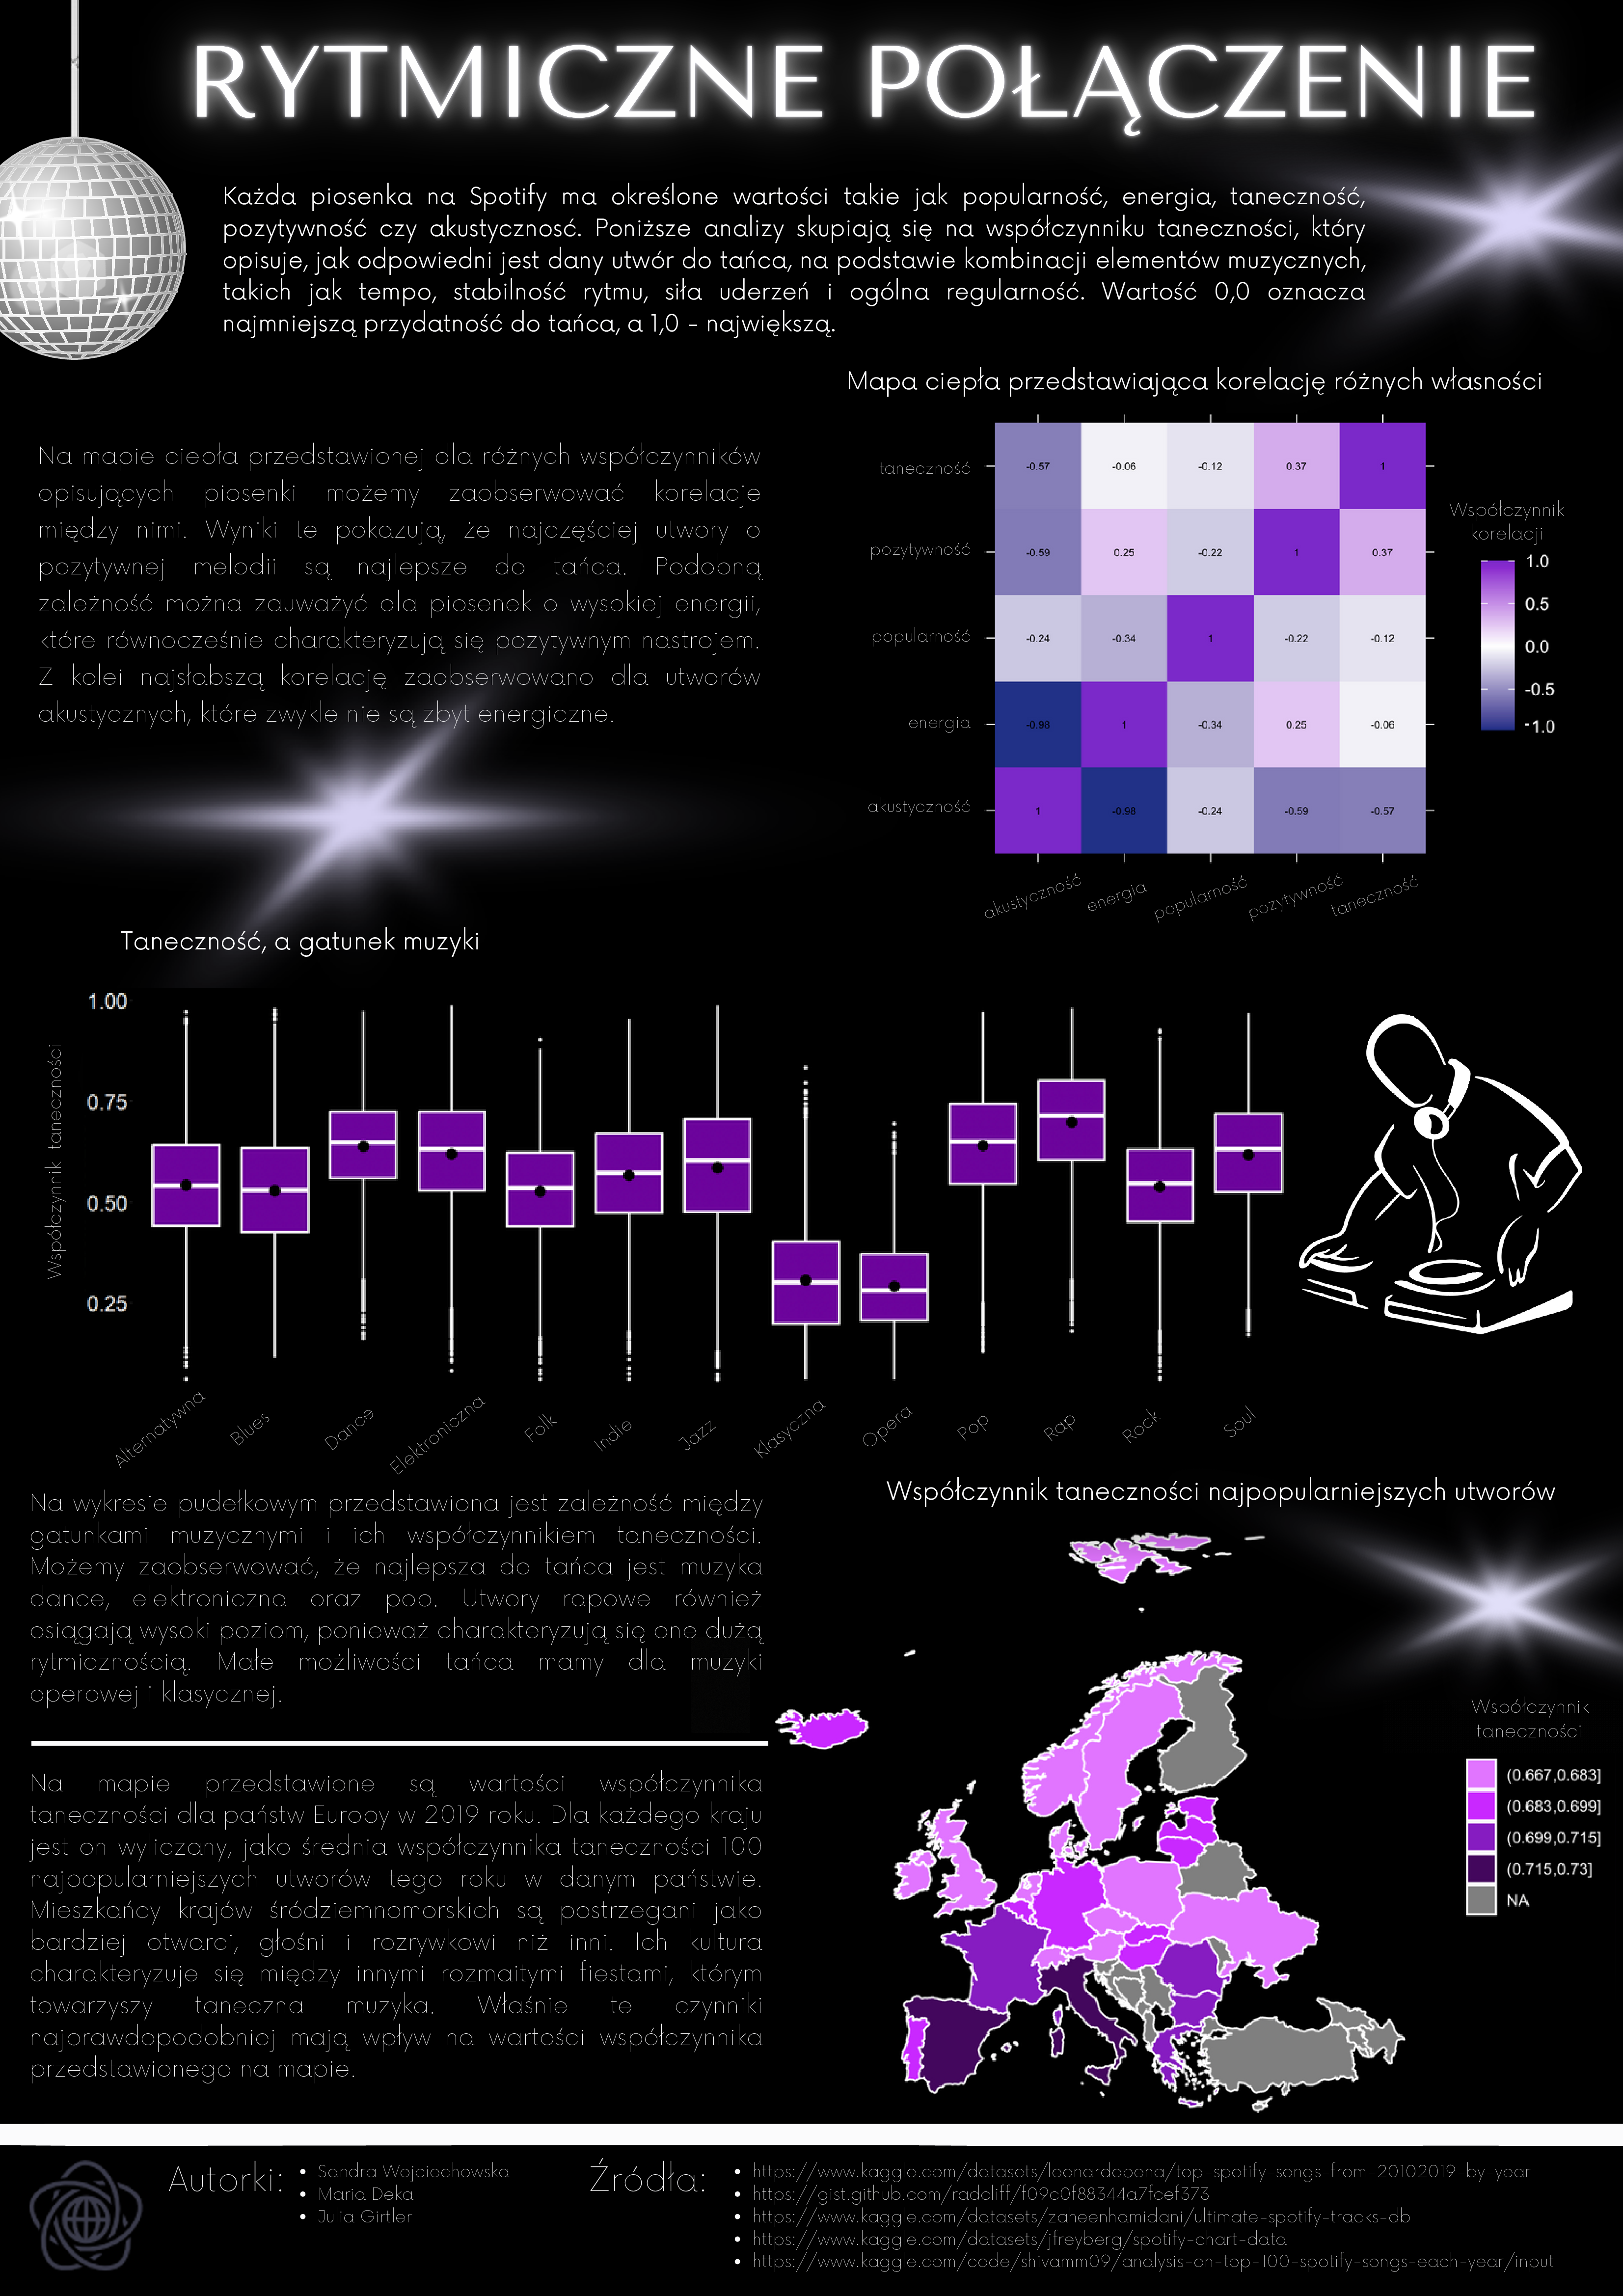 RYTMICZNE POŁĄCZENIE
Każda piosenka na Spotify ma określone wartości takie jak popularność, energia, taneczność,
pozytywność czy akustycznosć. Poniższe analizy skupiają się na współczynniku taneczności, który
opisuje, jak odpowiedni jest dany utwór do tańca, na podstawie kombinacji elementów muzycznych,
takich jak tempo, stabilność rytmu, siła uderzeń i ogólna regularność. Wartość 0,0 oznacza
najmniejszą przydatność do tańca, a 1,0 - największą.
Na mapie ciepła przedstawionej dla różnych współczynników
opisujących piosenki możemy zaobserwować korelacje
między nimi. Wyniki te pokazują, że najczęściej utwory o
pozytywnej melodii są najlepsze do tańca. Podobną
zależność można zauważyć dla piosenek o wysokiej energii,
które równocześnie charakteryzują się pozytywnym nastrojem.
Z kolei najsłabszą korelację zaobserwowano dla utworów
akustycznych, które zwykle nie są zbyt energiczne.
Mapa ciepła przedstawiająca korelację różnych własności
taneczność -0.57 -0.06 -0.12 0.37 1
pozytywność -0.59 0.25 -0.22 1 0.37
popularność -0.24 -0.34 1 -0.22 -0.12
energia -0.98 1 -0.34 0.25 -0.06
akustyczność 1 -0.98 -0.24 -0.59 -0.57
akustyczność energia popularność pozytywność taneczność
Współczynnik
korelacji
1.0
0.5
0.0
-0.5
-1.0
Taneczność, a gatunek muzyki
Współczynnik taneczności
1.00
0.75
0.50
0.25
Alternatywna Blues Dance Elektroniczna Folk Indie Jazz Klasyczna Opera Pop Rap Rock Soul
Na wykresie pudełkowym przedstawiona jest zależność między
gatunkami muzycznymi i ich współczynnikiem taneczności.
Możemy zaobserwować, że najlepsza do tańca jest muzyka
dance, elektroniczna oraz pop. Utwory rapowe również
osiągają wysoki poziom, ponieważ charakteryzują się one dużą
rytmicznością. Małe możliwości tańca mamy dla muzyki
operowej i klasycznej.
Na mapie przedstawione są wartości współczynnika
taneczności dla państw Europy w 2019 roku. Dla każdego kraju
jest on wyliczany, jako średnia współczynnika taneczności 100
najpopularniejszych utworów tego roku w danym państwie.
Mieszkańcy krajów śródziemnomorskich są postrzegani jako
bardziej otwarci, głośni i rozrywkowi niż inni. Ich kultura
charakteryzuje się między innymi rozmaitymi fiestami, którym
towarzyszy taneczna muzyka. Właśnie te czynniki
najprawdopodobniej mają wpływ na wartości współczynnika
przedstawionego na mapie.
Współczynnik taneczności najpopularniejszych utworów
Współczynnik
taneczności
(0.667,0.683]
(0.683,0.699]
(0.699,0.715]
(0.715,0.73]
NA
Autorki:
• Sandra Wojciechowska
• Maria Deka
• Julia Girtler
Źródła:
• https://www.kaggle.com/datasets/leonardopena/top-spotify-songs-from-20102019-by-year
• https://gist.github.com/radcliff/f09c0f88344a7fcef373
• https://www.kaggle.com/datasets/zaheenhamidani/ultimate-spotify-tracks-db
• https://www.kaggle.com/datasets/jfreyberg/spotify-chart-data
• https://www.kaggle.com/code/shivamm09/analysis-on-top-100-spotify-songs-each-year/input